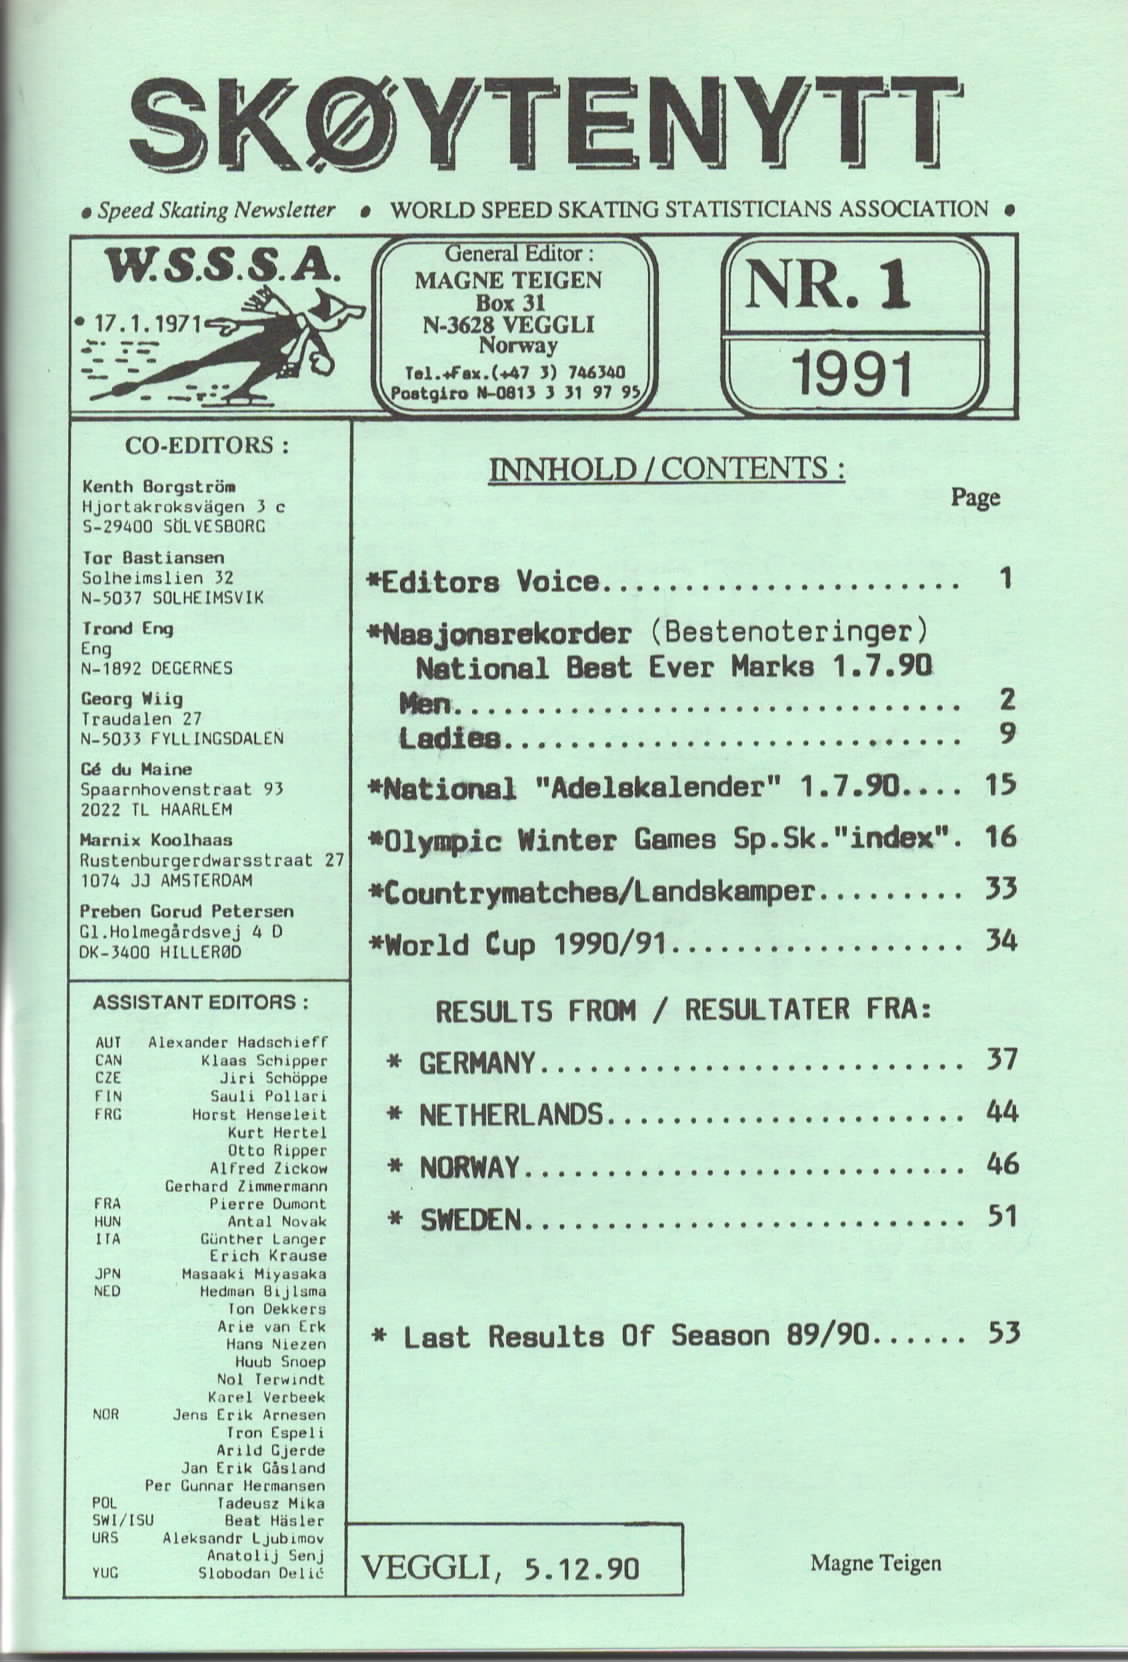 SKØYTENYTT
• Speed Skating Newsletter • WORLD SPEED SKATING STATISTICIANS ASSOCIATION •
W.S.S.S.A.
• 17.1.1971
General Editor :
MAGNE TEIGEN
Box 31
N-3628 VEGGLI
Norway
Tel.+Fax.(+47 3) 746340
Postgiro N-0813 3 31 97 95
NR. 1
1991
CO-EDITORS :
Kenth Borgström
Hjortakroksvägen 3 c
S-29400 SÖLVESBORG
Tor Bastiansen
Solheimslien 32
N-5037 SOLHEIMSVIK
Trond Eng
Eng
N-1892 DEGERNES
Georg Wiig
Traudalen 27
N-5033 FYLLINGSDALEN
Gé du Maine
Spaarnhovenstraat 93
2022 TL HAARLEM
Marnix Koolhaas
Rustenburgerdwarsstraat 27
1074 JJ AMSTERDAM
Preben Gorud Petersen
Gl.Holmegårdsvej 4 D
DK-3400 HILLERØD
ASSISTANT EDITORS :
AUT Alexander Hadschieff
CAN Klaas Schipper
CZE Jiri Schöppe
FIN Sauli Pollari
FRG Horst Henseleit
Kurt Hertel
Otto Ripper
Alfred Zickow
Gerhard Zimmermann
FRA Pierre Dumont
HUN Antal Novak
ITA Günther Langer
Erich Krause
JPN Masaaki Miyasaka
NED Hedman Bijlsma
Ton Dekkers
Arie van Erk
Hans Niezen
Huub Snoep
Nol Terwindt
Karel Verbeek
NOR Jens Erik Arnesen
Tron Espeli
Arild Gjerde
Jan Erik Gåsland
Per Gunnar Hermansen
POL Tadeusz Mika
SWI/ISU Beat Häsler
URS Aleksandr Ljubimov
Anatolij Senj
YUG Slobodan Delić
INNHOLD / CONTENTS :
Page
*Editors Voice...................... 1
*Nasjonsrekorder (Bestenoteringer)
National Best Ever Marks 1.7.90
Men............................... 2
Ladies............................ 9
*National "Adelskalender" 1.7.90.... 15
*Olympic Winter Games Sp.Sk."index". 16
*Countrymatches/Landskamper......... 33
*World Cup 1990/91.................. 34
RESULTS FROM / RESULTATER FRA:
* GERMANY.......................... 37
* NETHERLANDS...................... 44
* NORWAY........................... 46
* SWEDEN........................... 51
* Last Results Of Season 89/90...... 53
VEGGLI, 5.12.90
Magne Teigen